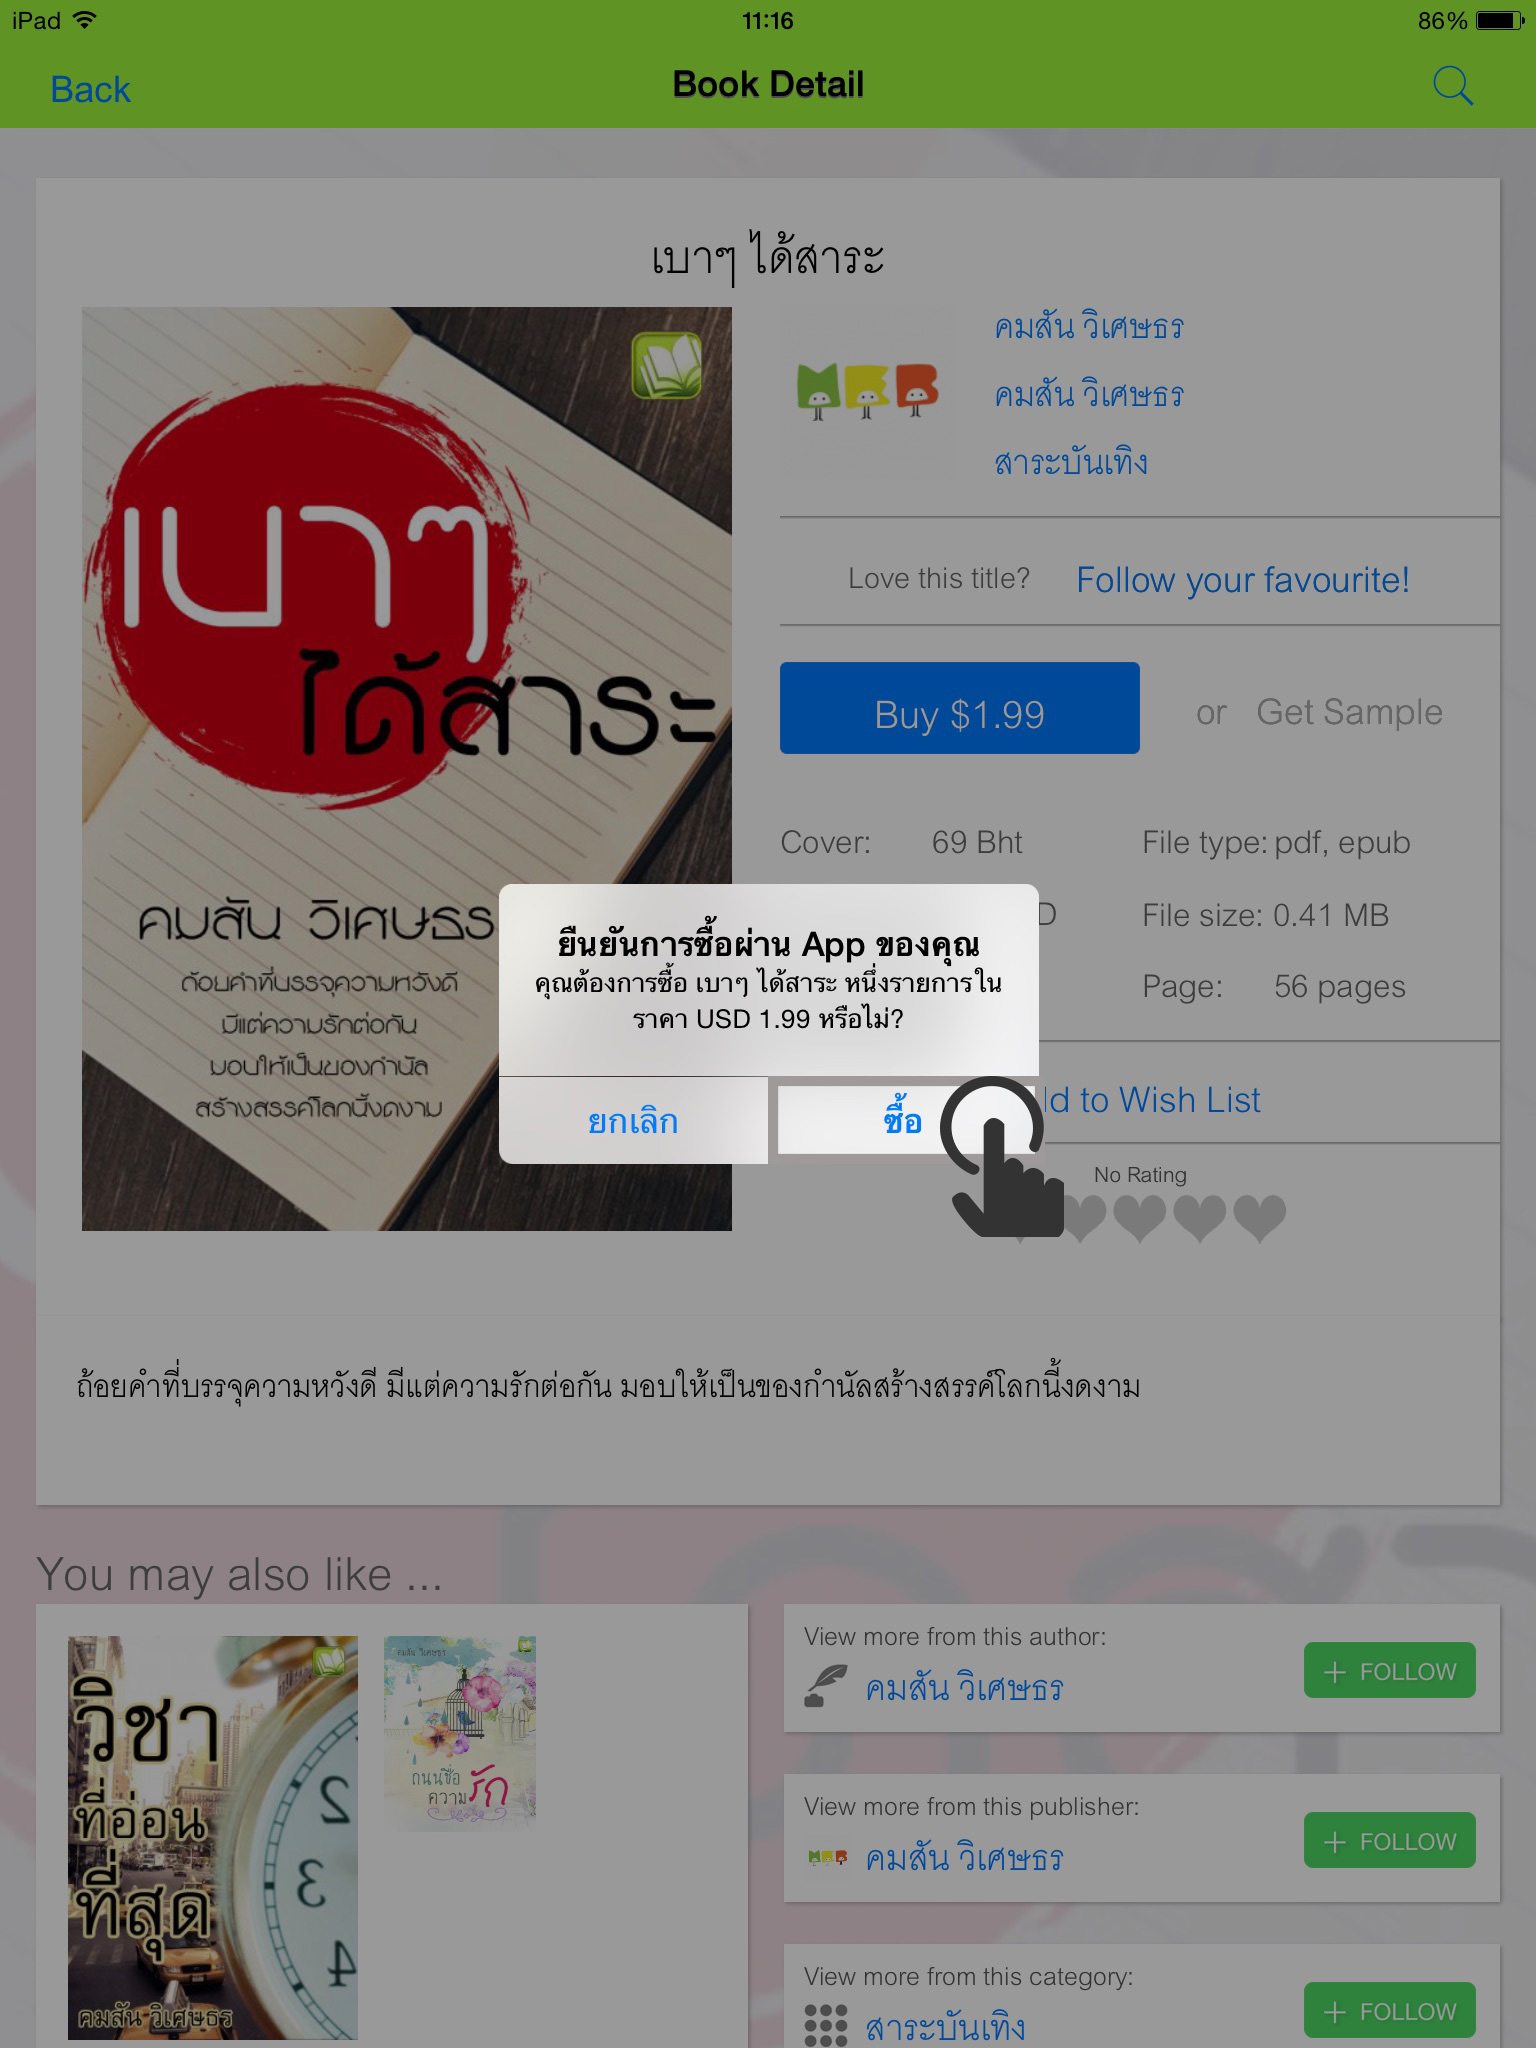 iPad
11:16
86%
Back
Book Detail
เบาๆ ได้สาระ
เบาๆ
ได้สาระ
คมสัน วิเศษธร
ถ้อยคำที่บรรจุความหวังดี
มีแต่ความรักต่อกัน
มอบให้เป็นของกำนัล
สร้างสรรค์โลกนี้งดงาม
MEB
คมสัน วิเศษธร
คมสัน วิเศษธร
สาระบันเทิง
Love this title? Follow your favourite!
Buy $1.99 or Get Sample
Cover: 69 Bht File type: pdf, epub
D File size: 0.41 MB
Page: 56 pages
ยืนยันการซื้อผ่าน App ของคุณ
คุณต้องการซื้อ เบาๆ ได้สาระ หนึ่งรายการใน
ราคา USD 1.99 หรือไม่?
ยกเลิก ซื้อ
to Wish List
No Rating
ถ้อยคำที่บรรจุความหวังดี มีแต่ความรักต่อกัน มอบให้เป็นของกำนัลสร้างสรรค์โลกนี้งดงาม
You may also like ...
วิชา
ที่อ่อน
ที่สุด
คมสัน วิเศษธร
2
3
4
คมสัน วิเศษธร
ถนนชื่อ
ความรัก
View more from this author:
คมสัน วิเศษธร
+ FOLLOW
View more from this publisher:
MEB คมสัน วิเศษธร
+ FOLLOW
View more from this category:
สาระบันเทิง
+ FOLLOW